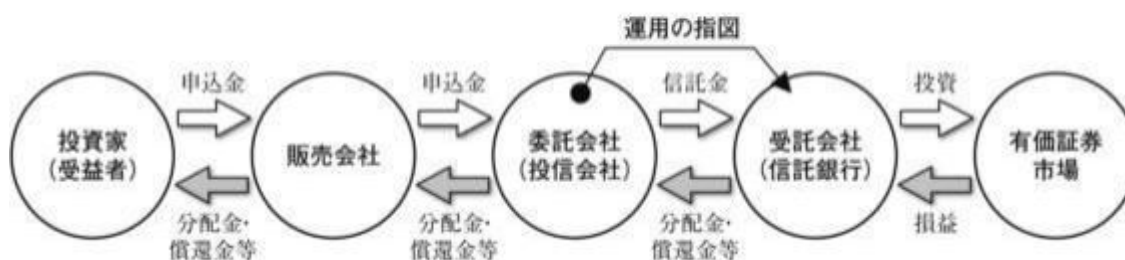 運用の指図
申込金
申込金
信託金
投資
投資家
(受益者)
販売会社
委託会社
(投信会社)
受託会社
(信託銀行)
有価証券
市場
分配金・
償還金等
分配金・
償還金等
分配金・
償還金等
損益